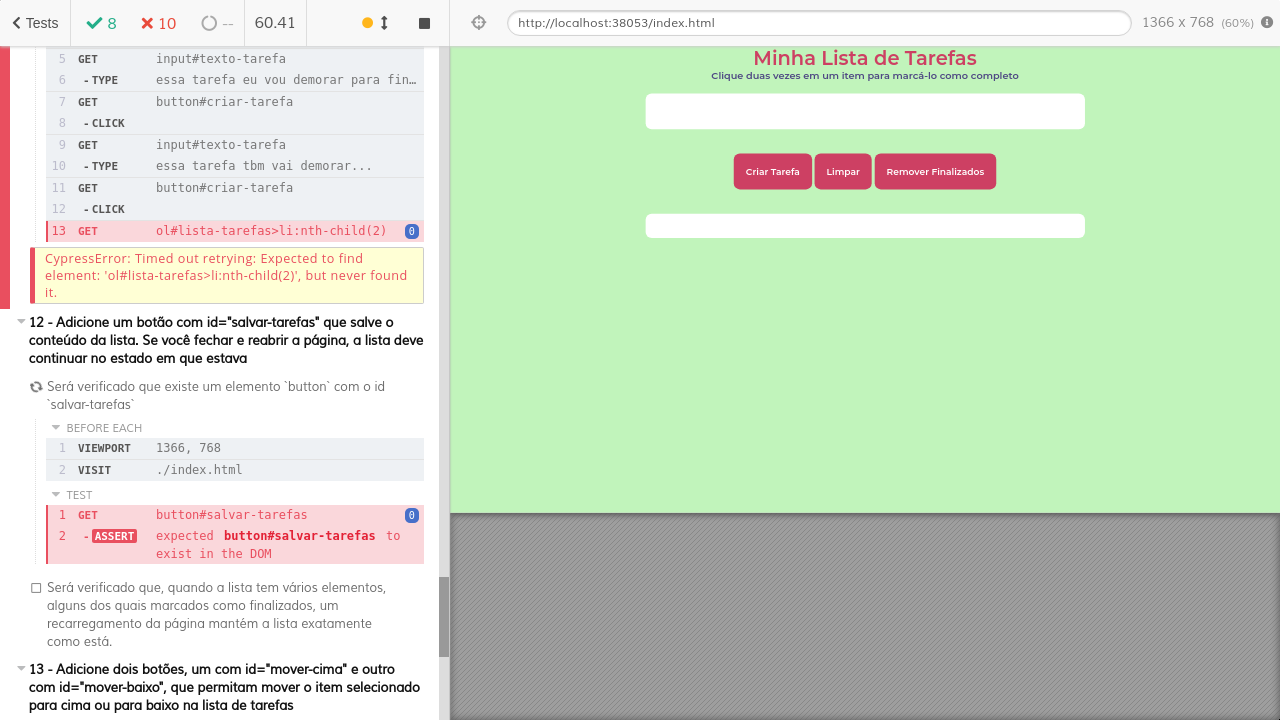 Tests 8 10 -- 60.41
5 GET input#texto-tarefa
6 -TYPE essa tarefa eu vou demorar para fin…
7 GET button#criar-tarefa
8 -CLICK
9 GET input#texto-tarefa
10 -TYPE essa tarefa tbm vai demorar...
11 GET button#criar-tarefa
12 -CLICK
13 GET ol#lista-tarefas>li:nth-child(2) 0
CypressError: Timed out retrying: Expected to find
element: 'ol#lista-tarefas>li:nth-child(2)', but never found
it.
12 - Adicione um botão com id="salvar-tarefas" que salve o
conteúdo da lista. Se você fechar e reabrir a página, a lista deve
continuar no estado em que estava
Será verificado que existe um elemento `button` com o id
`salvar-tarefas`
BEFORE EACH
1 VIEWPORT 1366, 768
2 VISIT ./index.html
TEST
1 GET button#salvar-tarefas 0
2 -ASSERT expected button#salvar-tarefas to
exist in the DOM
Será verificado que, quando a lista tem vários elementos,
alguns dos quais marcados como finalizados, um
recarregamento da página mantém a lista exatamente
como está.
13 - Adicione dois botões, um com id="mover-cima" e outro
com id="mover-baixo", que permitam mover o item selecionado
para cima ou para baixo na lista de tarefas
http://localhost:38053/index.html 1366 x 768 (60%)
Minha Lista de Tarefas
Clique duas vezes em um item para marcá-lo como completo
Criar Tarefa Limpar Remover Finalizados